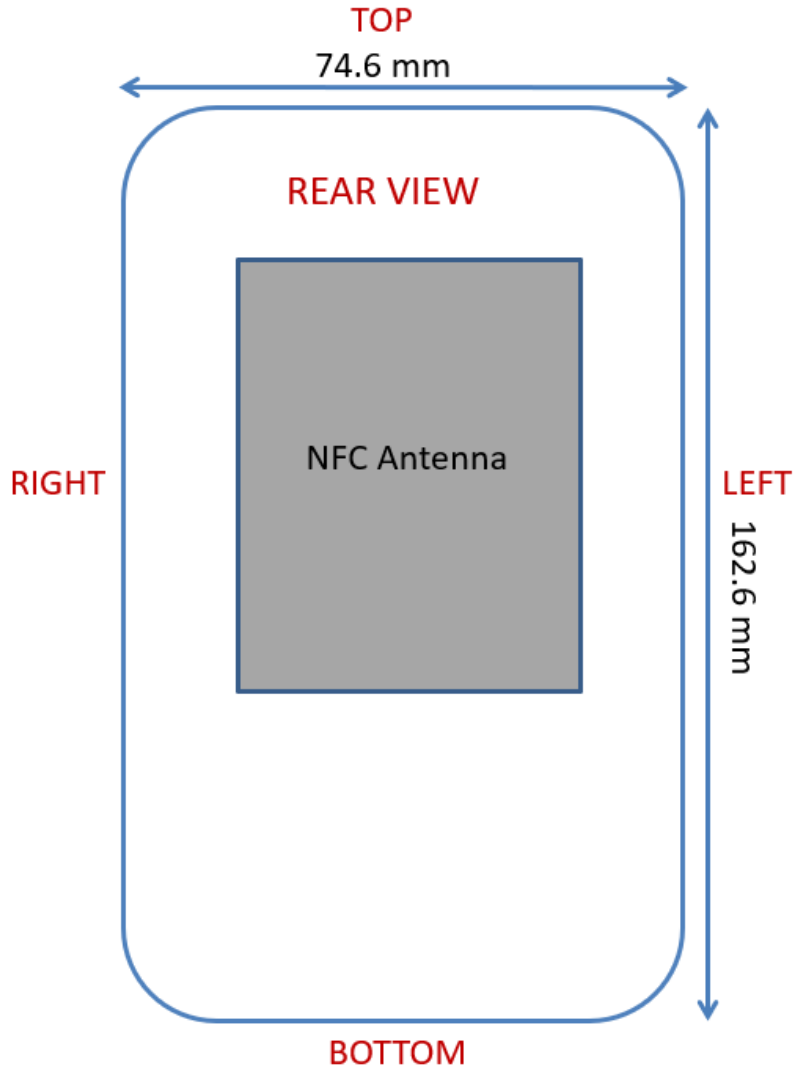 TOP
74.6 mm
REAR VIEW
NFC Antenna
RIGHT
LEFT
162.6 mm
BOTTOM